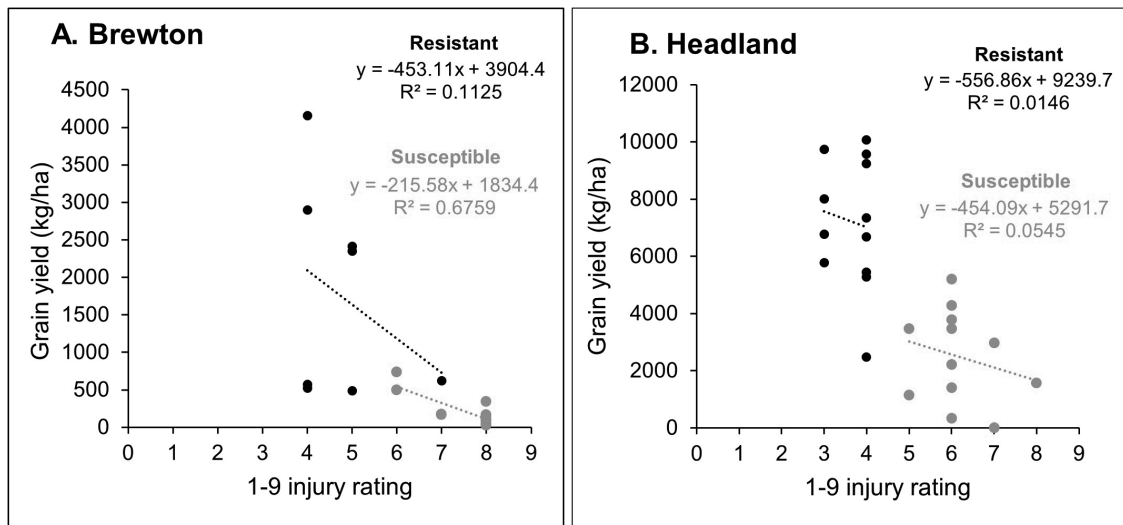 A. Brewton
Resistant
y = -453.11x + 3904.4
R² = 0.1125
Susceptible
y = -215.58x + 1834.4
R² = 0.6759
Grain yield (kg/ha)
4500
4000
3500
3000
2500
2000
1500
1000
500
0
0 1 2 3 4 5 6 7 8 9
1-9 injury rating
B. Headland
Resistant
y = -556.86x + 9239.7
R² = 0.0146
Susceptible
y = -454.09x + 5291.7
R² = 0.0545
Grain yield (kg/ha)
12000
10000
8000
6000
4000
2000
0
0 1 2 3 4 5 6 7 8 9
1-9 injury rating